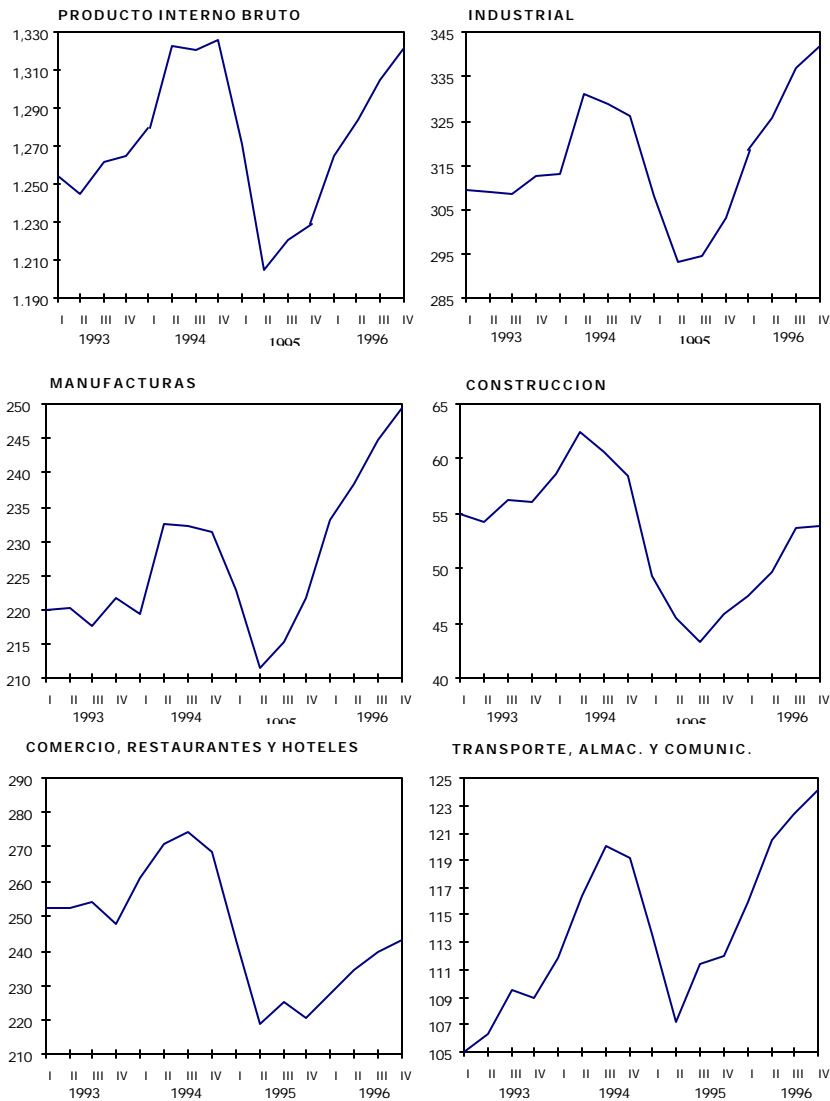 PRODUCTO INTERNO BRUTO
1,330
1,310
1,290
1,270
1.250
1.230
1.210
1.190
I II III IV I II III IV I II III IV I II III IV
1993 1994 1995 1996
INDUSTRIAL
345
335
325
315
305
295
285
I II III IV I II III IV I II III IV I II III IV
1993 1994 1995 1996
MANUFACTURAS
250
245
240
235
230
225
220
215
210
I II III IV I II III IV I II III IV I II III IV
1993 1994 1995 1996
CONSTRUCCION
65
60
55
50
45
40
I II III IV I II III IV I II III IV I II III IV
1993 1994 1995 1996
COMERCIO, RESTAURANTES Y HOTELES
290
280
270
260
250
240
230
220
210
I II III IV I II III IV I II III IV I II III IV
1993 1994 1995 1996
TRANSPORTE, ALMAC. Y COMUNIC.
125
123
121
119
117
115
113
111
109
107
105
I II III IV I II III IV I II III IV I II III IV
1993 1994 1995 1996